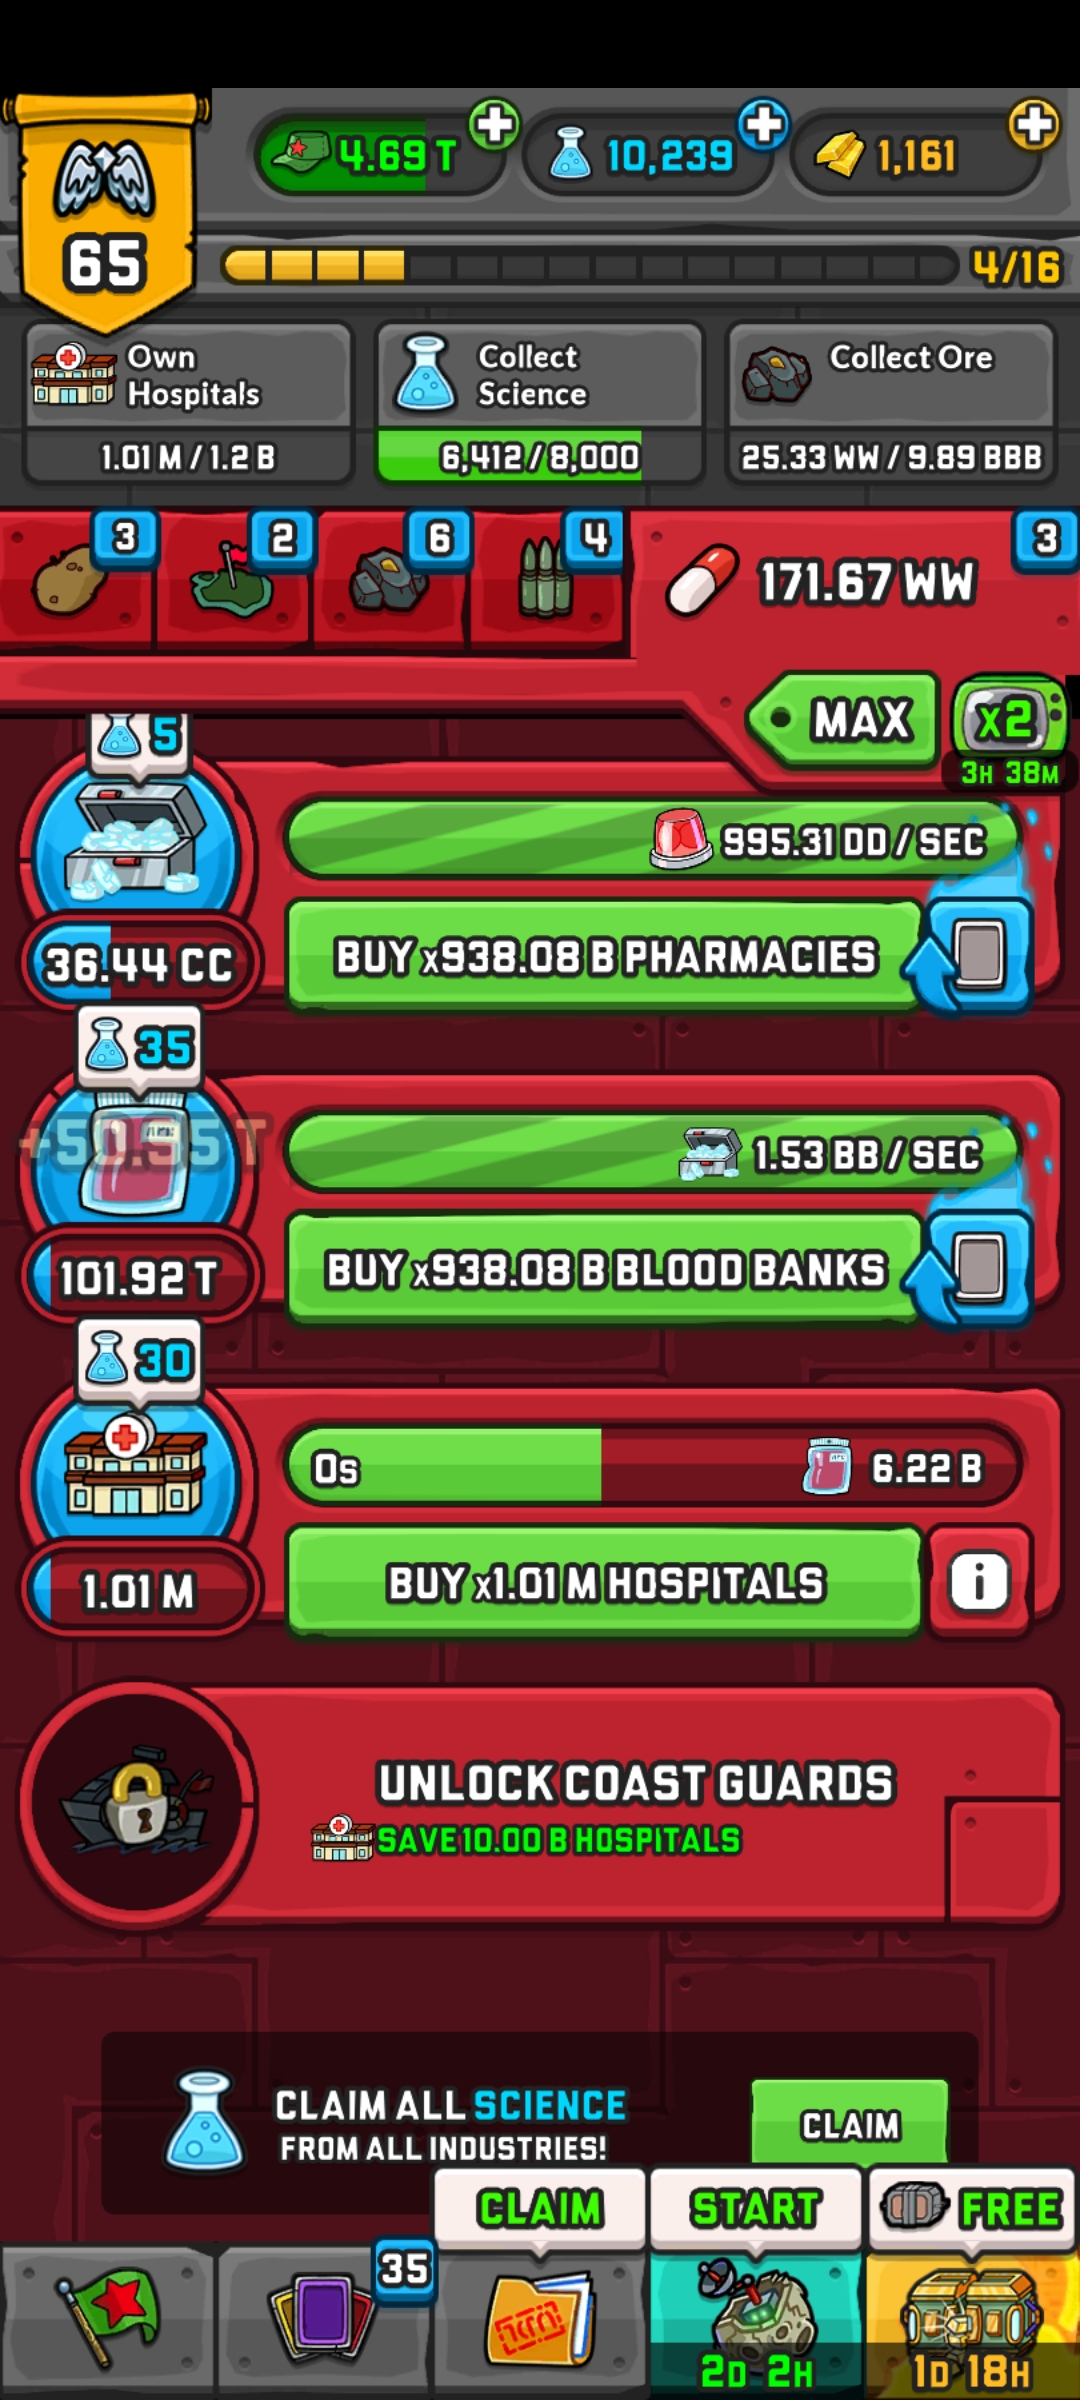 65
4.69 T
10,239
1,161
4/16
Own
Hospitals
1.01 M / 1.2 B
Collect
Science
6,412 / 8,000
Collect Ore
25.33 WW / 9.89 BBB
3
2
6
4
3
171.67 WW
MAX
x2
3H 38M
5
995.31 DD / SEC
36.44 CC
BUY x938.08 B PHARMACIES
35
+50.55 T
1.53 BB / SEC
101.92 T
BUY x938.08 B BLOOD BANKS
30
0s
6.22 B
1.01 M
BUY x1.01 M HOSPITALS
i
UNLOCK COAST GUARDS
SAVE 10.00 B HOSPITALS
CLAIM ALL SCIENCE
FROM ALL INDUSTRIES!
CLAIM
CLAIM
START
FREE
35
2D 2H
1D 18H